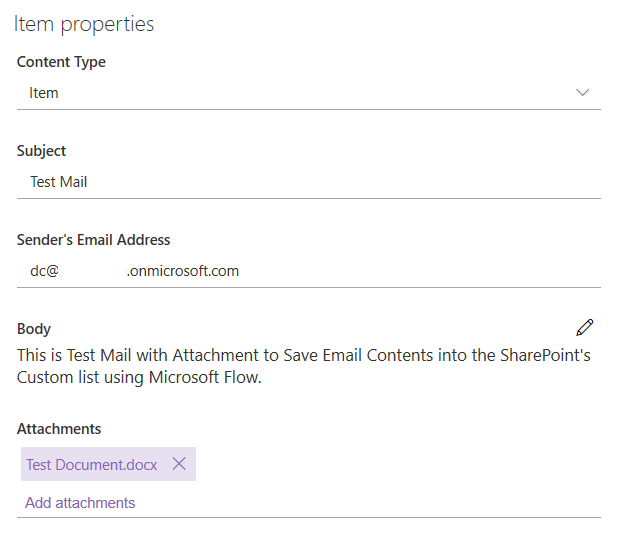 Item properties
Content Type
Item
Subject
Test Mail
Sender's Email Address
dc@ .onmicrosoft.com
Body
This is Test Mail with Attachment to Save Email Contents into the SharePoint's
Custom list using Microsoft Flow.
Attachments
Test Document.docx
Add attachments